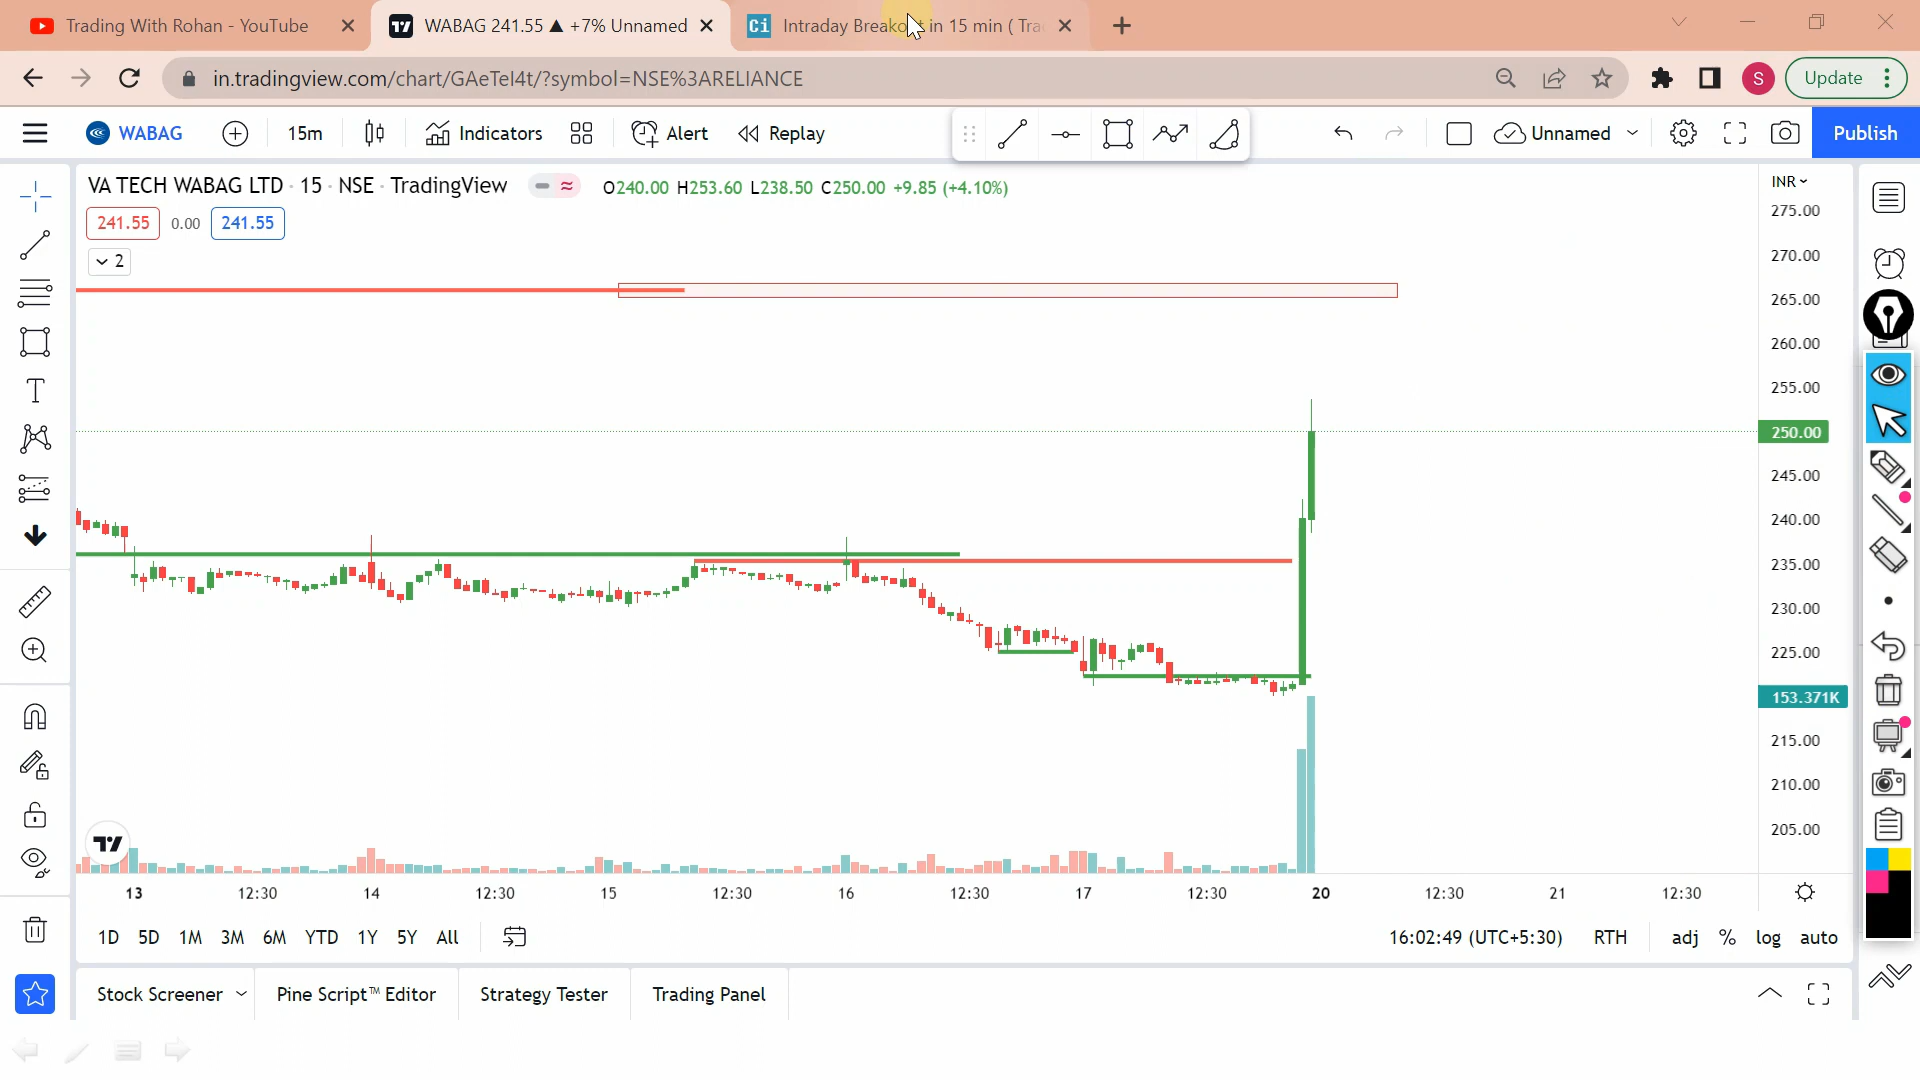 Trading With Rohan - YouTube
WABAG 241.55 ▲ +7% Unnamed
Ci Intraday Breakout in 15 min ( Tra
in.tradingview.com/chart/GAeTel4t/?symbol=NSE%3ARELIANCE
S
Update
WABAG
15m
Indicators
Alert
Replay
Unnamed
Publish
VA TECH WABAG LTD · 15 · NSE · TradingView
O240.00 H253.60 L238.50 C250.00 +9.85 (+4.10%)
241.55 0.00 241.55
2
INR
275.00
270.00
265.00
260.00
255.00
250.00
245.00
240.00
235.00
230.00
225.00
153.371K
215.00
210.00
205.00
13 12:30 14 12:30 15 12:30 16 12:30 17 12:30 20 12:30 21 12:30
1D 5D 1M 3M 6M YTD 1Y 5Y All
16:02:49 (UTC+5:30) RTH adj % log auto
Stock Screener
Pine Script™ Editor
Strategy Tester
Trading Panel